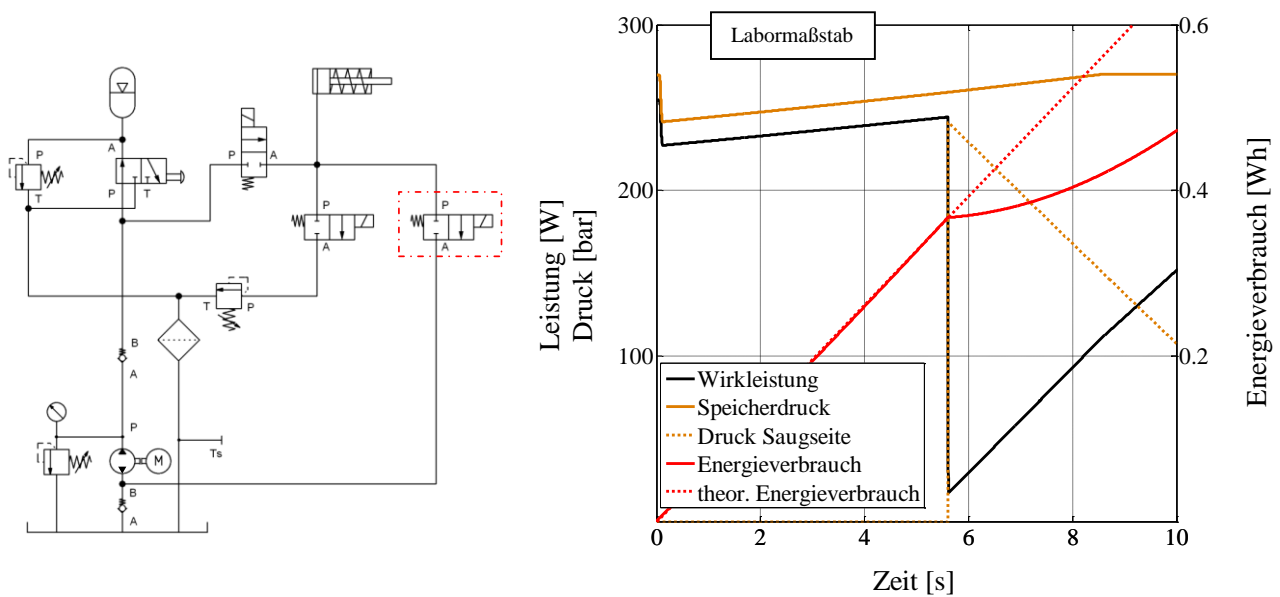 A
P
T
P
T
P
A
P
A
P
A
T
P
B
A
P
M
Ts
B
A
Labormaßstab
300
200
100
Leistung [W]
Druck [bar]
0.6
0.4
0.2
Energieverbrauch [Wh]
Wirkleistung
Speicherdruck
Druck Saugseite
Energieverbrauch
theor. Energieverbrauch
0
2
4
6
8
10
Zeit [s]